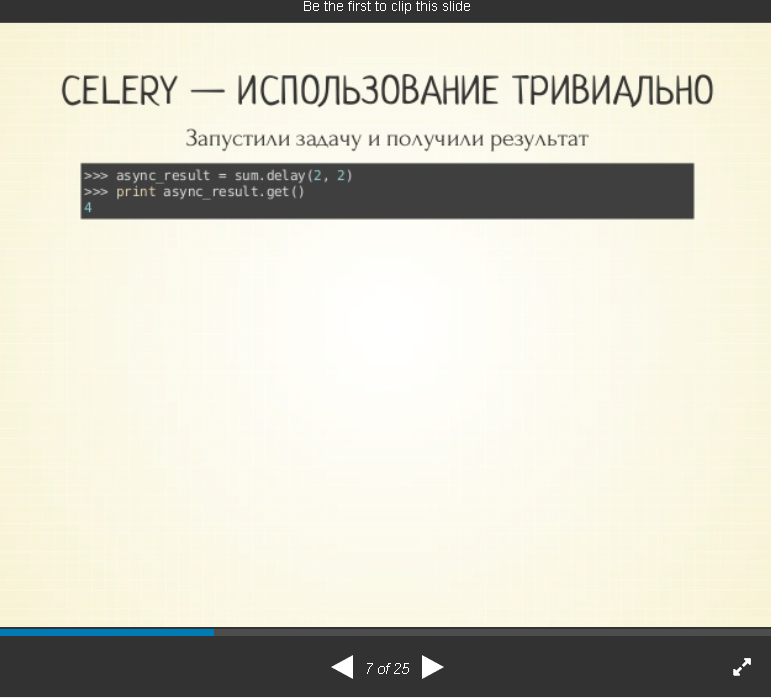 Be the first to clip this slide
CELERY — ИСПОЛЬЗОВАНИЕ ТРИВИАЛЬНО
Запустили задачу и получили результат
>>> async_result = sum.delay(2, 2)
>>> print async_result.get()
4
7 of 25